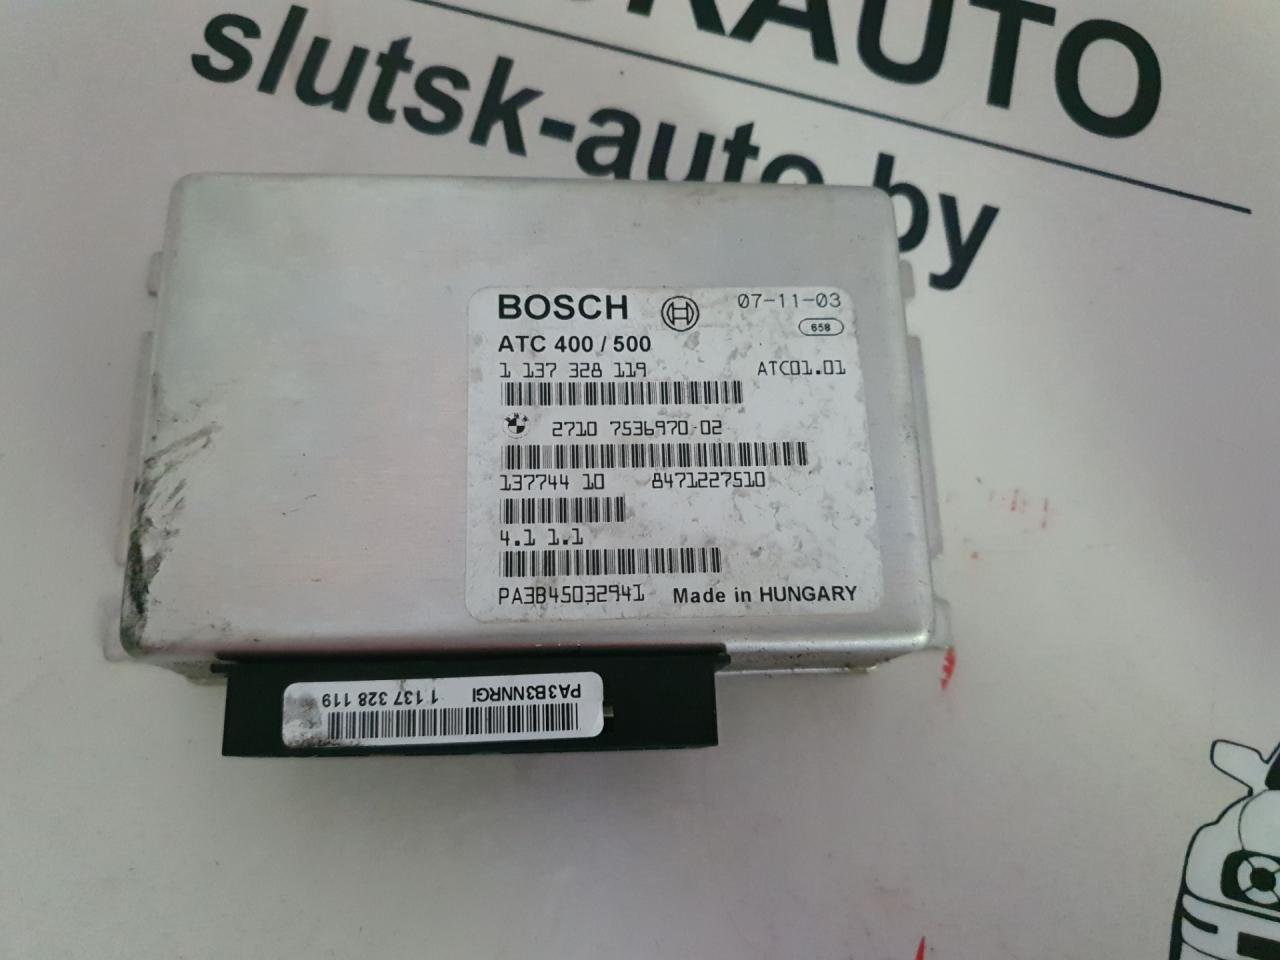 AUTO
slutsk-auto.by
BOSCH 07-11-03
658
ATC 400 / 500
1 137 328 119 ATC01.01
2710 7536970-02
137744 10 8471227510
4.1 1.1
PA3B45032941 Made in HUNGARY
PA3B3NNRGI 1 137 328 119